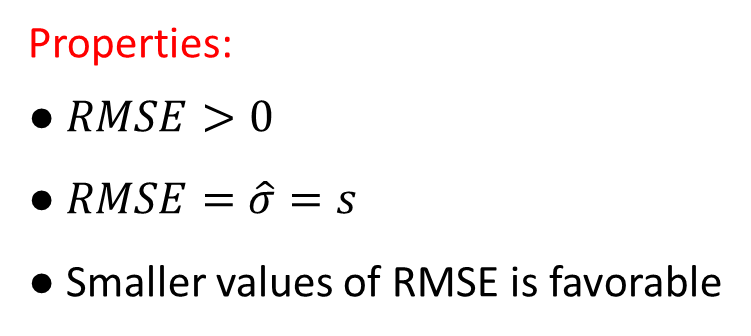 Properties:
● RMSE > 0
● RMSE = σ̂ = s
● Smaller values of RMSE is favorable